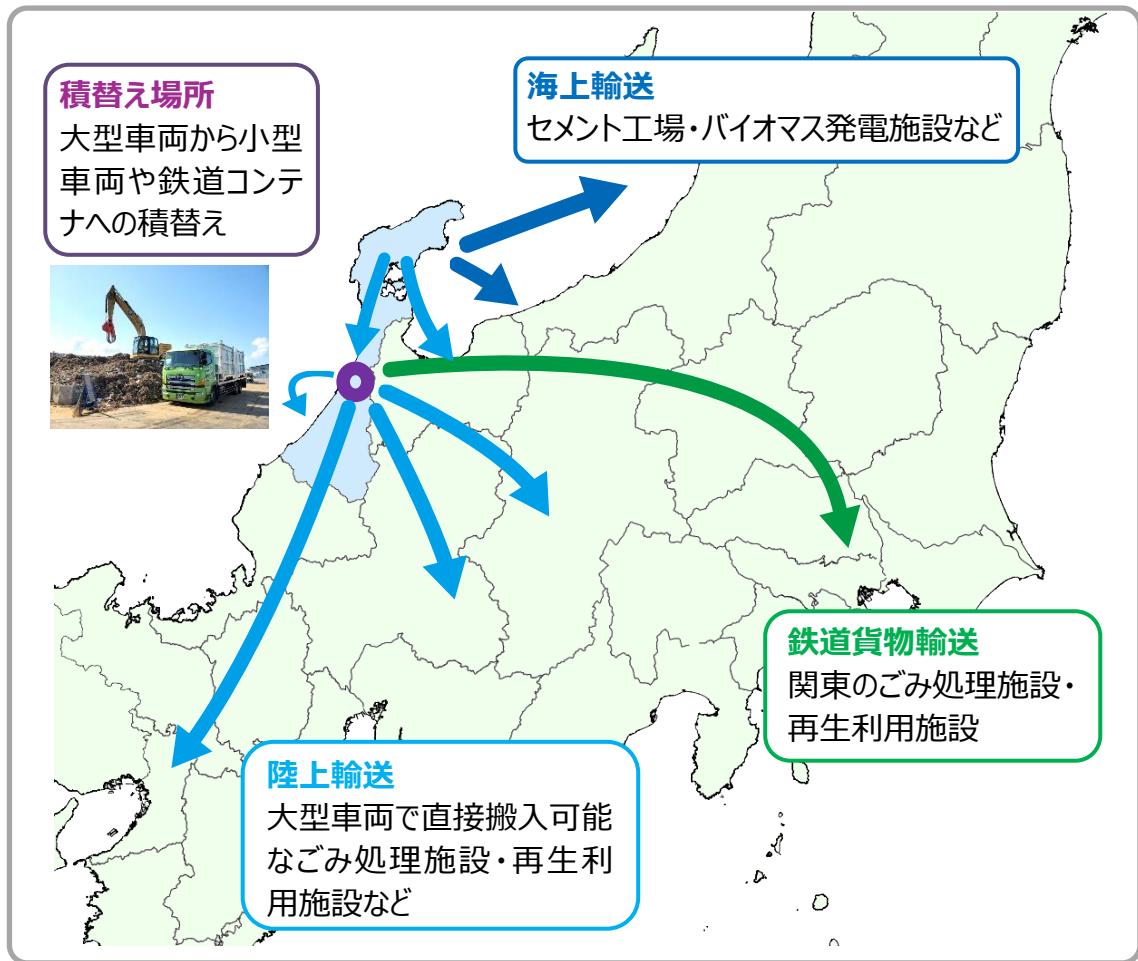 積替え場所
大型車両から小型
車両や鉄道コンテ
ナへの積替え
海上輸送
セメント工場・バイオマス発電施設など
鉄道貨物輸送
関東のごみ処理施設・
再生利用施設
陸上輸送
大型車両で直接搬入可能
なごみ処理施設・再生利
用施設など